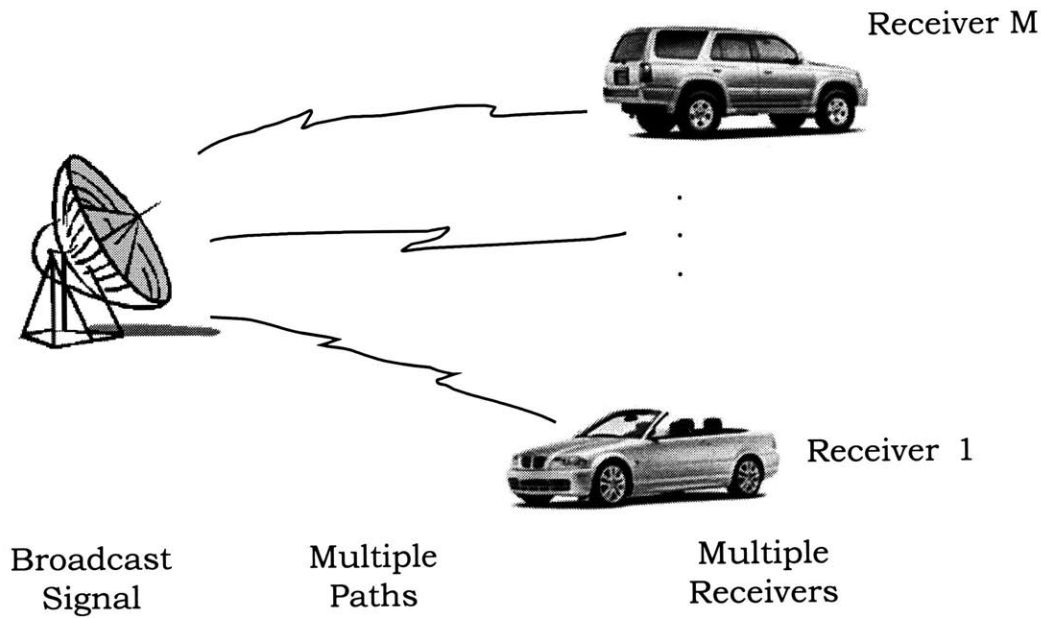 Receiver M
Receiver 1
Broadcast
Signal
Multiple
Paths
Multiple
Receivers